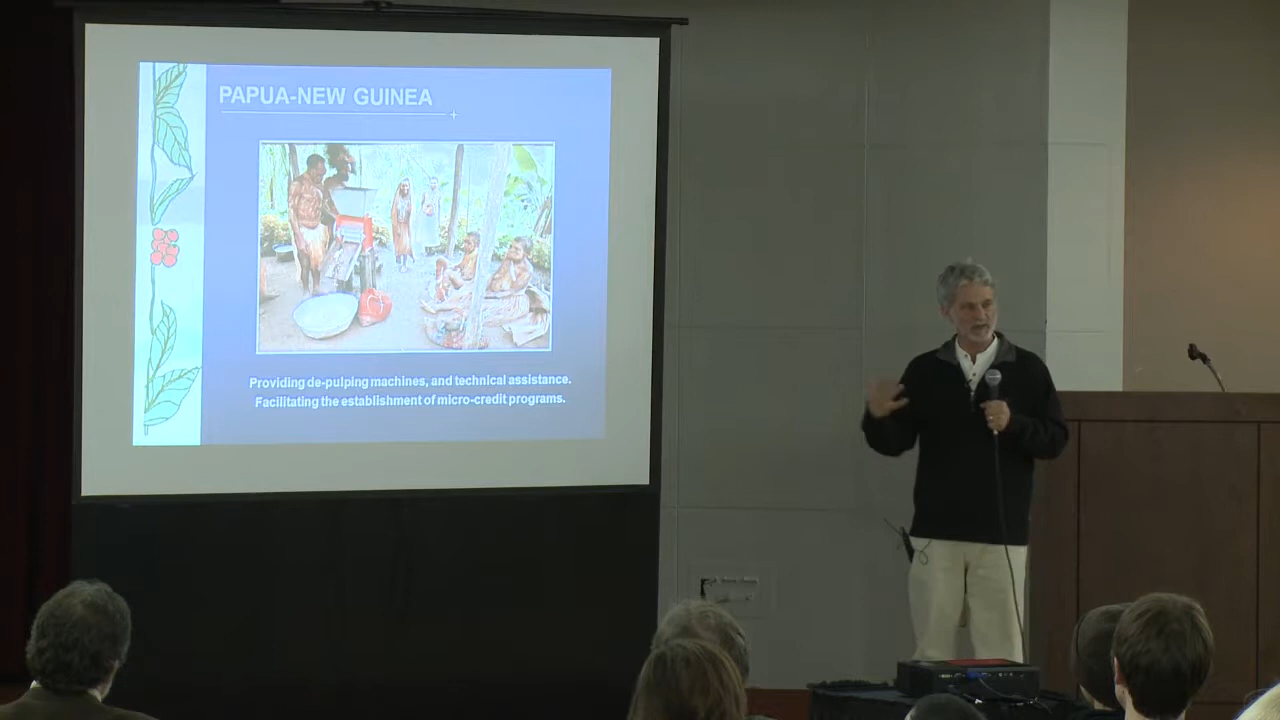 PAPUA-NEW GUINEA
Providing de-pulping machines, and technical assistance.
Facilitating the establishment of micro-credit programs.